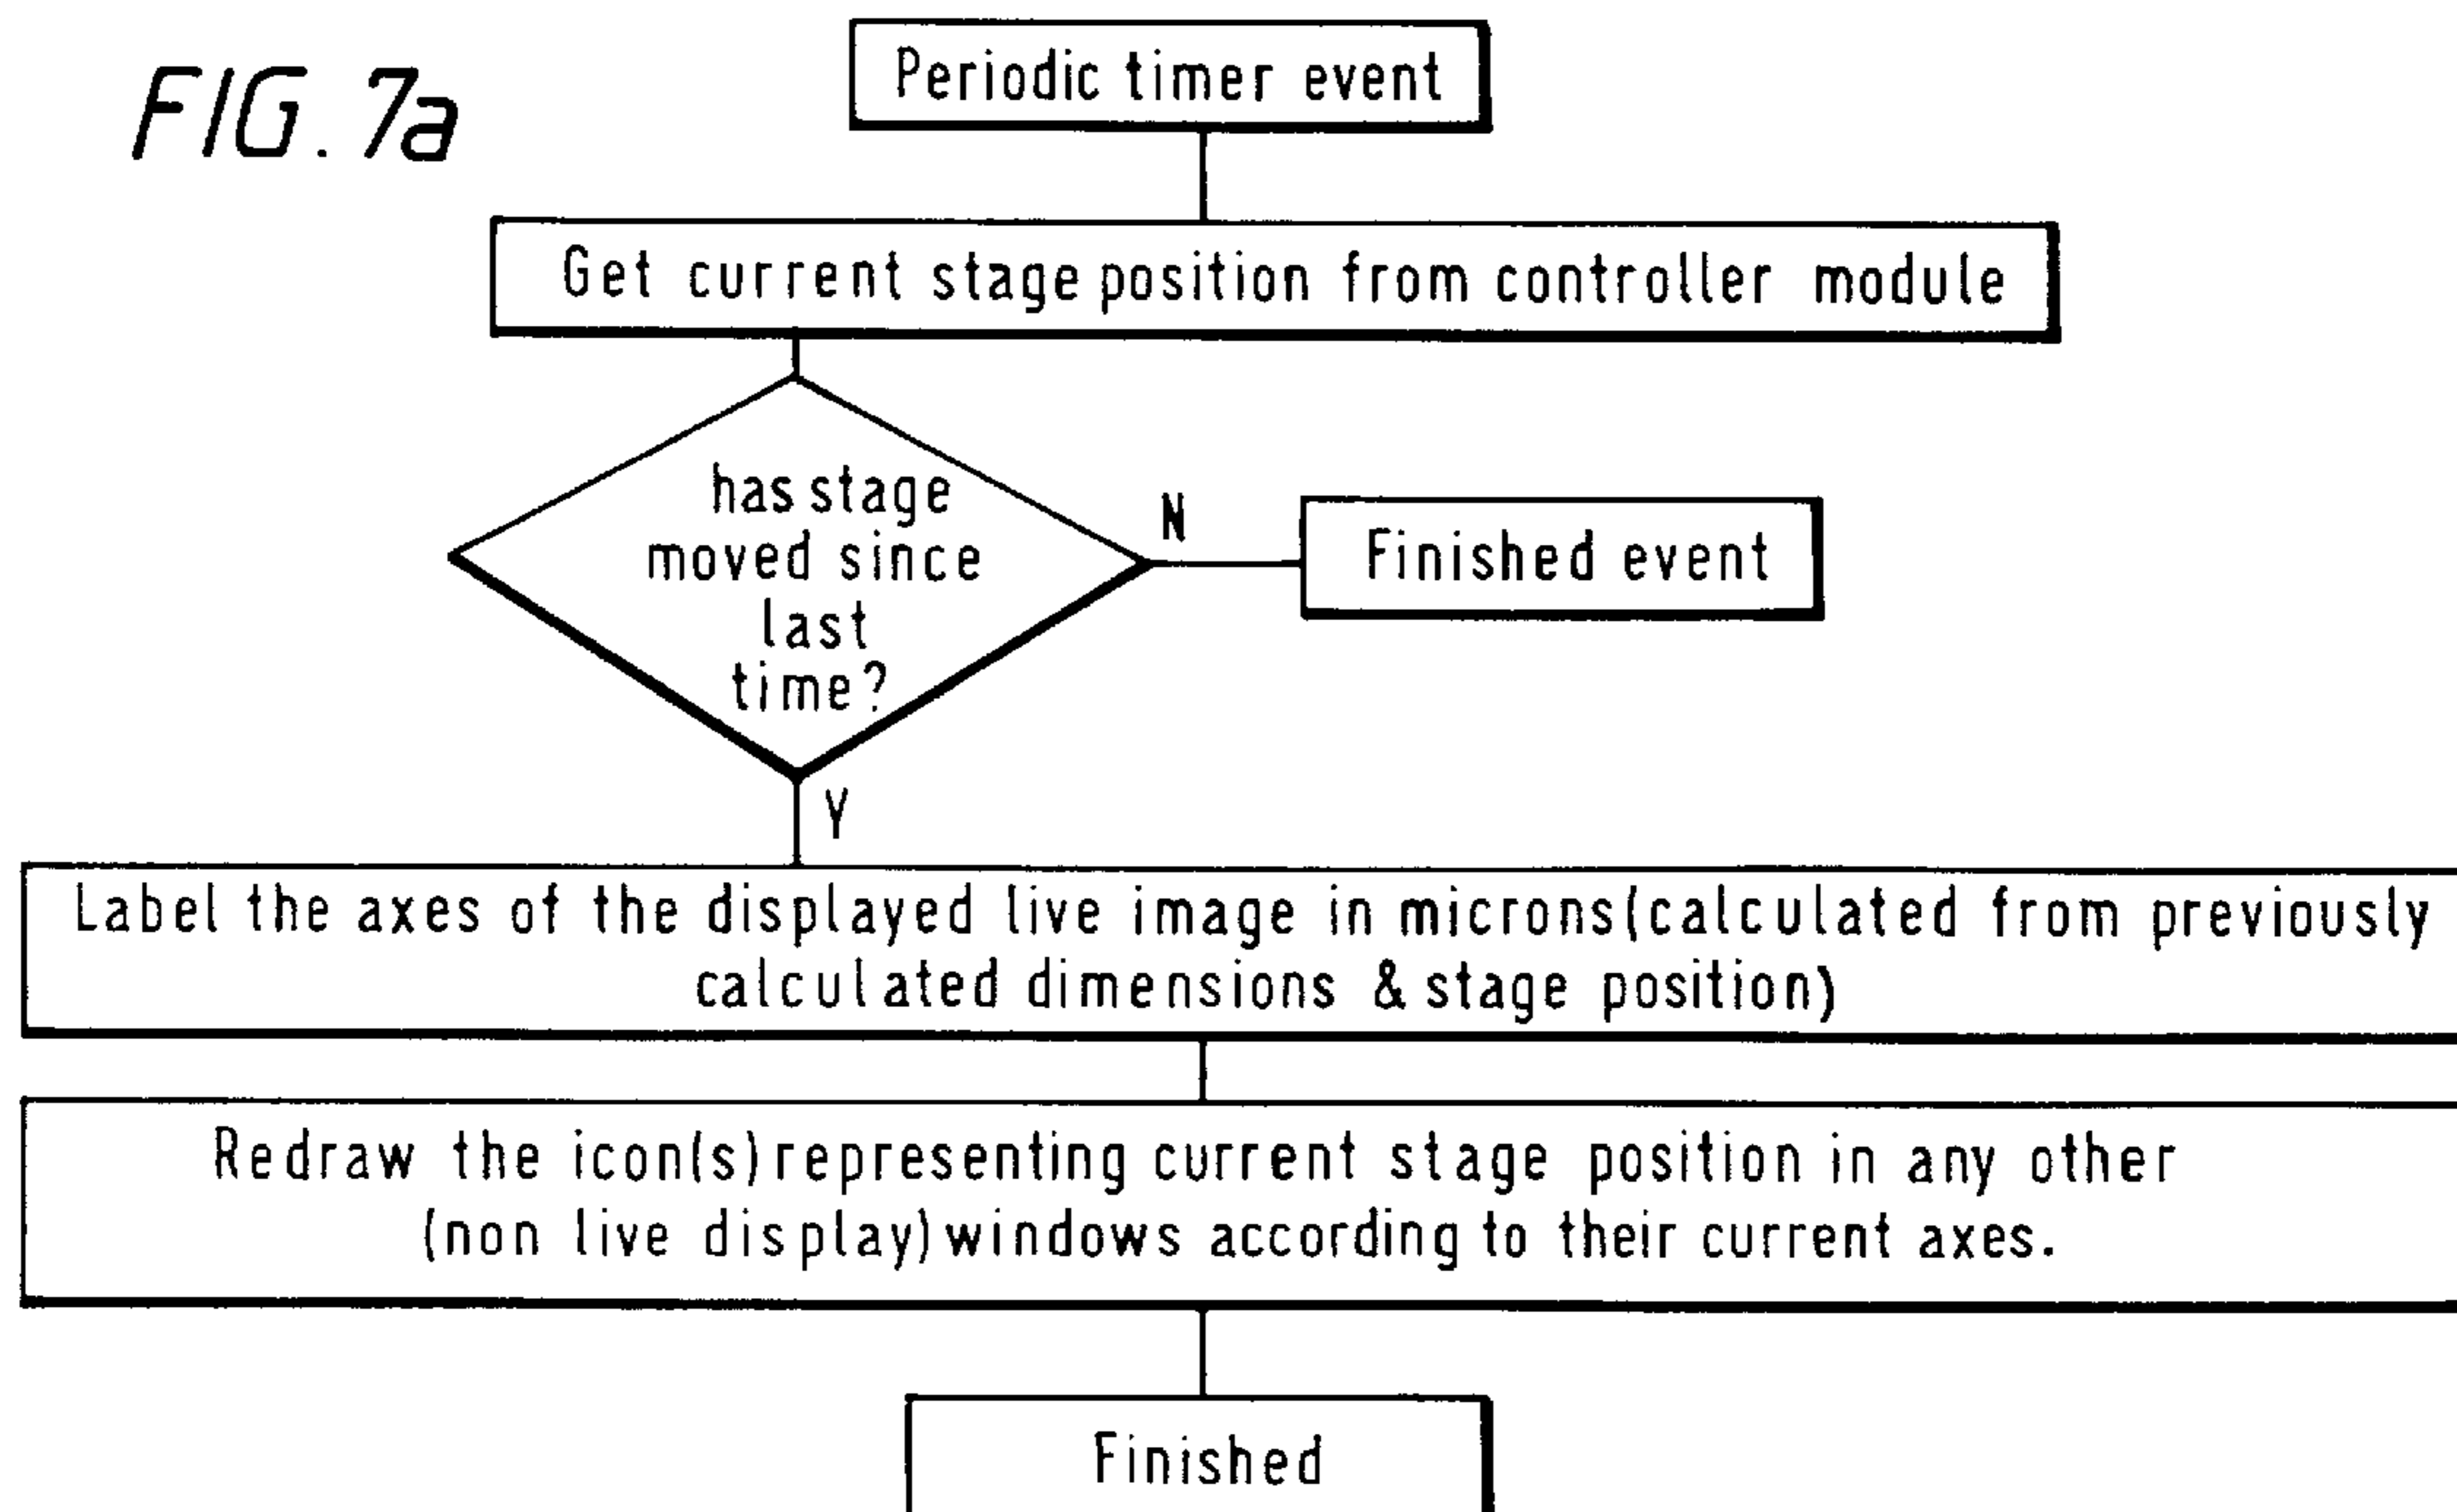 FIG. 7a
Periodic timer event
Get current stage position from controller module
has stage
moved since
last
time?
N
Finished event
Y
Label the axes of the displayed live image in microns(calculated from previously
calculated dimensions & stage position)
Redraw the icon(s) representing current stage position in any other
(non live display) windows according to their current axes.
Finished